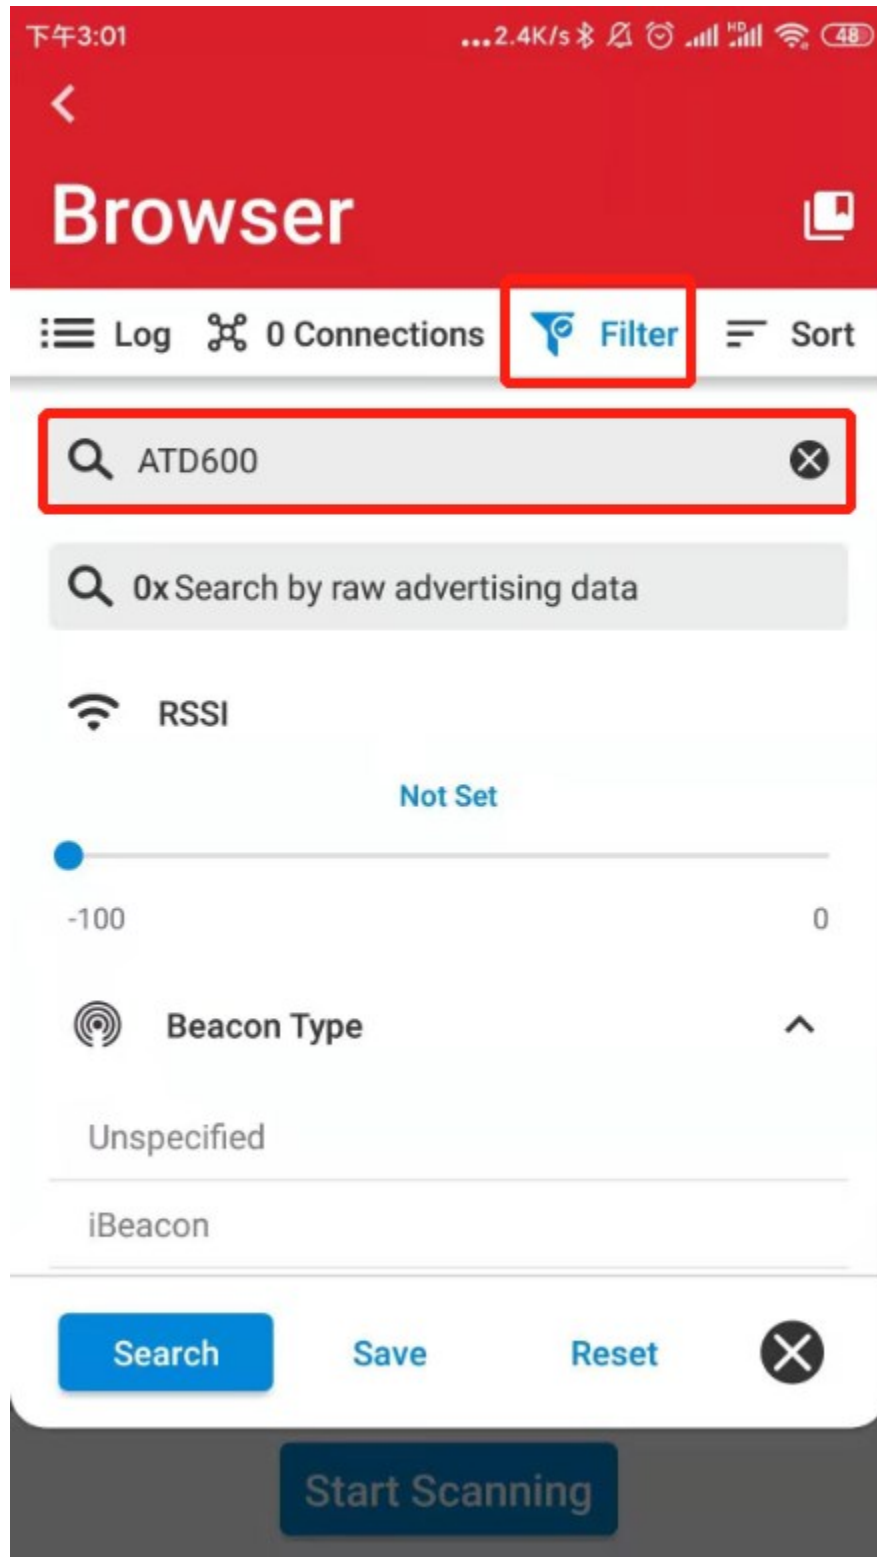 下午3:01 ...2.4K/s HD 48
Browser
Log 0 Connections Filter Sort
ATD600
0x Search by raw advertising data
RSSI
Not Set
-100 0
Beacon Type
Unspecified
iBeacon
Search Save Reset
Start Scanning